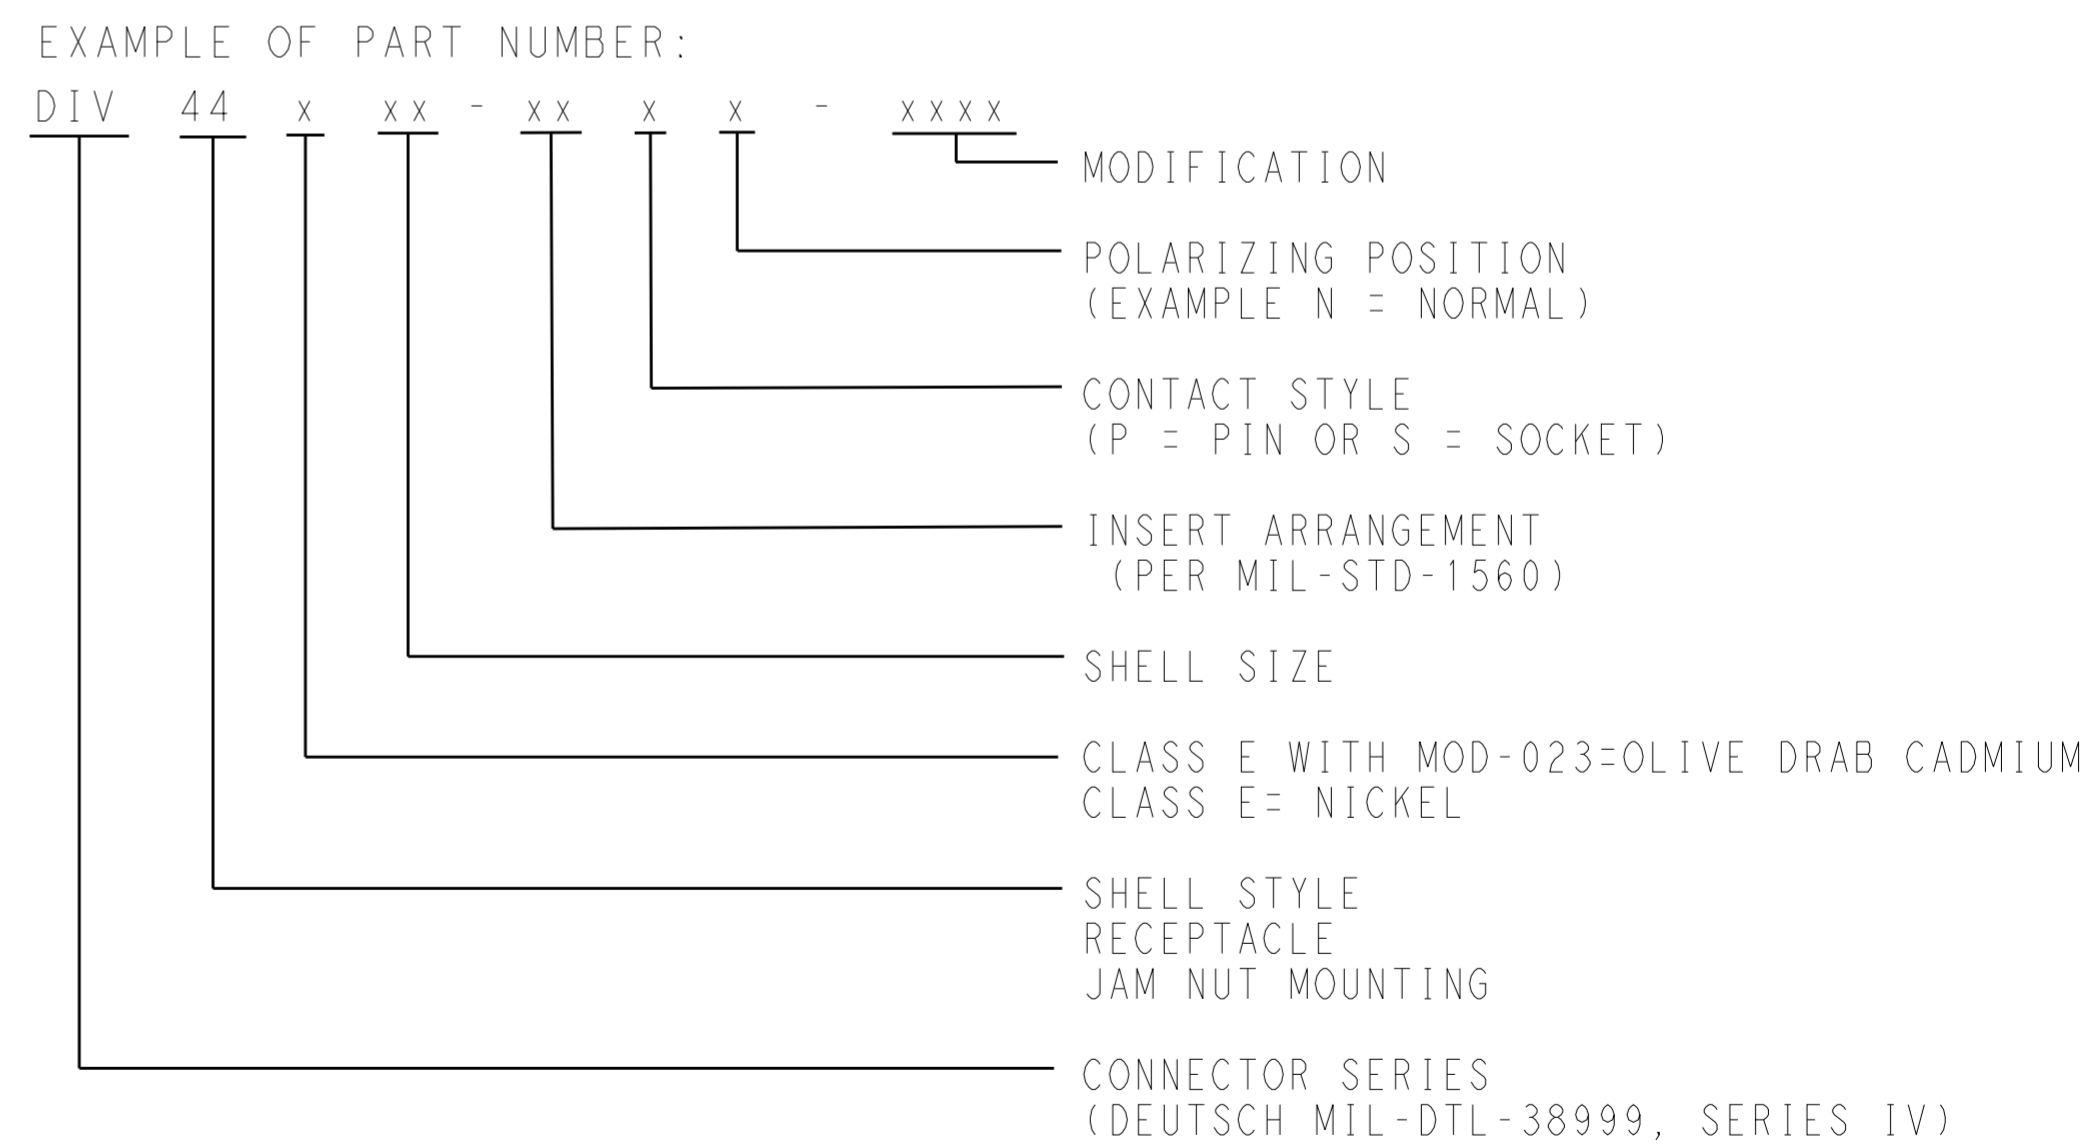 EXAMPLE OF PART NUMBER:
DIV 44 x xx - xx x x - xxxx
MODIFICATION
POLARIZING POSITION
(EXAMPLE N = NORMAL)
CONTACT STYLE
(P = PIN OR S = SOCKET)
INSERT ARRANGEMENT
(PER MIL-STD-1560)
SHELL SIZE
CLASS E WITH MOD-023=OLIVE DRAB CADMIUM
CLASS E= NICKEL
SHELL STYLE
RECEPTACLE
JAM NUT MOUNTING
CONNECTOR SERIES
(DEUTSCH MIL-DTL-38999, SERIES IV)